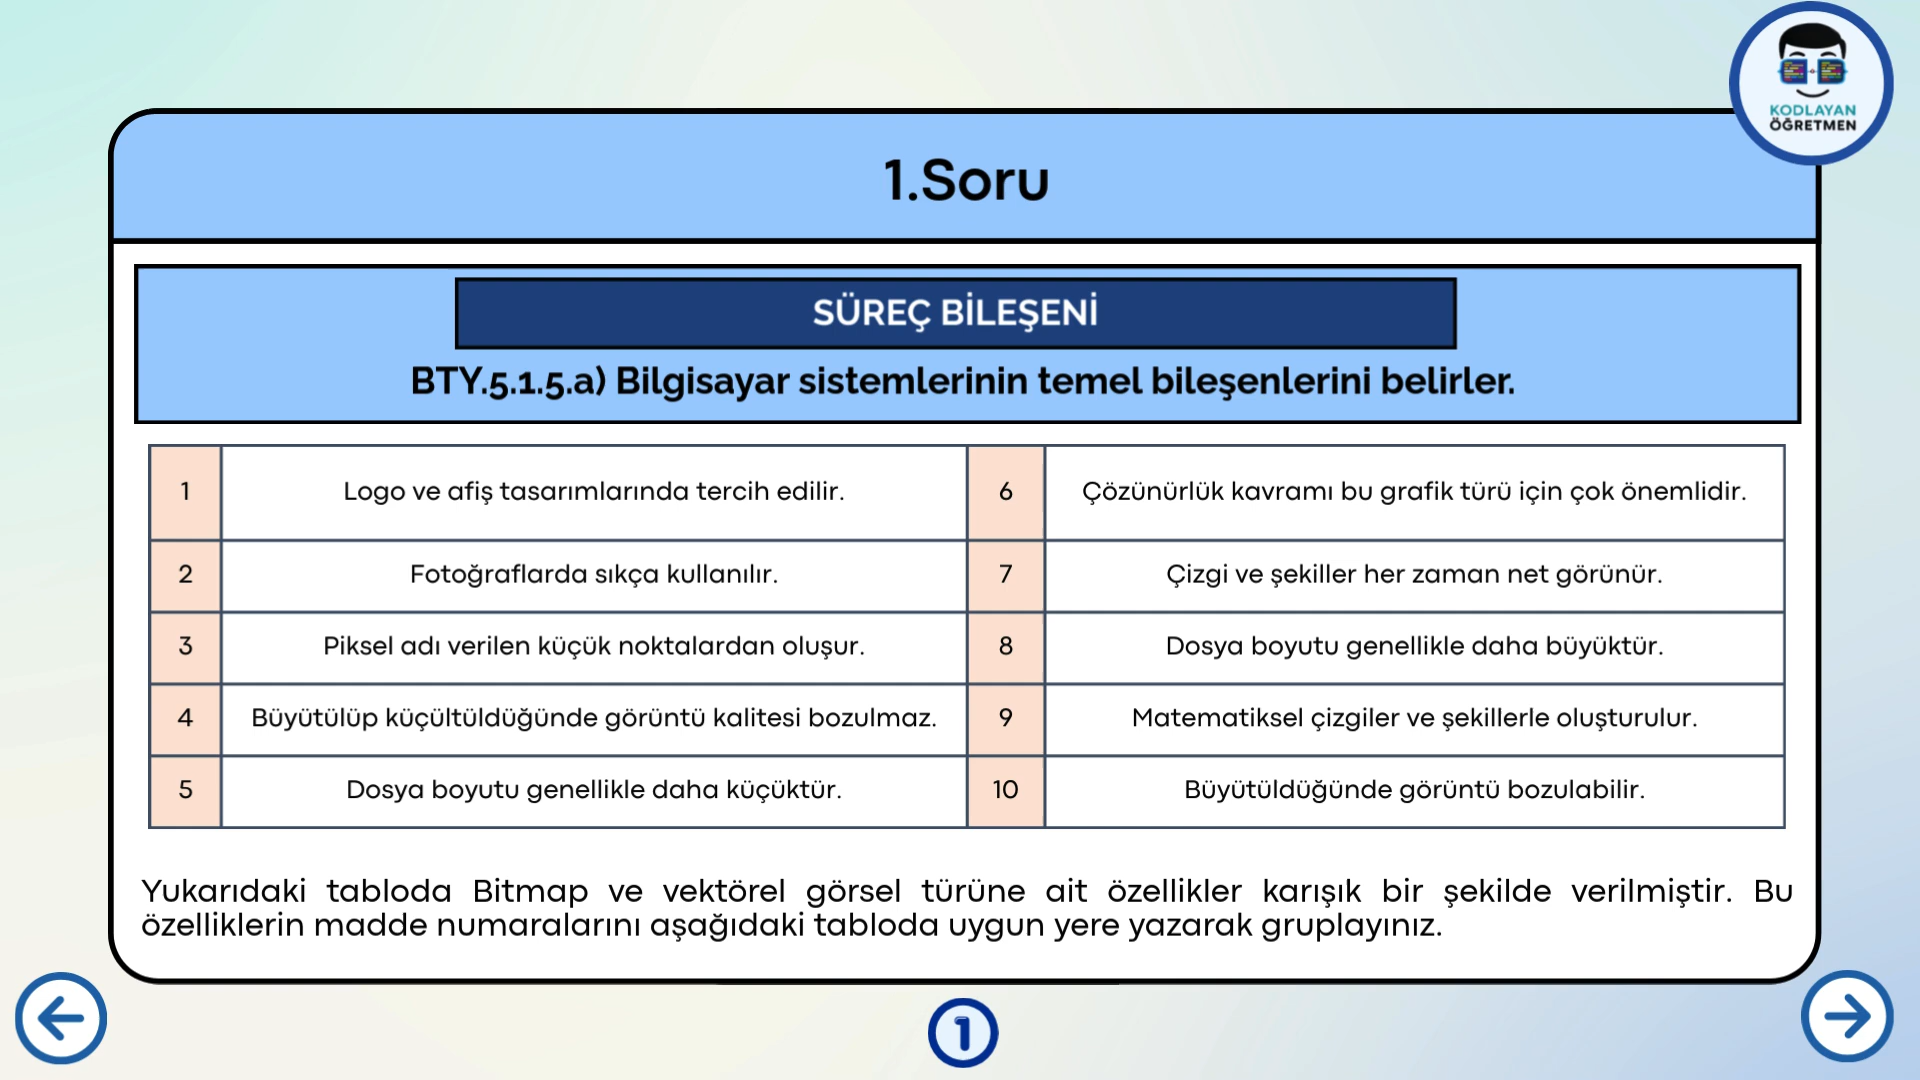 KODLAYAN
ÖĞRETMEN
1.Soru
SÜREÇ BİLEŞENİ
BTY.5.1.5.a) Bilgisayar sistemlerinin temel bileşenlerini belirler.
1 Logo ve afiş tasarımlarında tercih edilir. 6 Çözünürlük kavramı bu grafik türü için çok önemlidir.
2 Fotoğraflarda sıkça kullanılır. 7 Çizgi ve şekiller her zaman net görünür.
3 Piksel adı verilen küçük noktalardan oluşur. 8 Dosya boyutu genellikle daha büyüktür.
4 Büyütülüp küçültüldüğünde görüntü kalitesi bozulmaz. 9 Matematiksel çizgiler ve şekillerle oluşturulur.
5 Dosya boyutu genellikle daha küçüktür. 10 Büyütüldüğünde görüntü bozulabilir.
Yukarıdaki tabloda Bitmap ve vektörel görsel türüne ait özellikler karışık bir şekilde verilmiştir. Bu
özelliklerin madde numaralarını aşağıdaki tabloda uygun yere yazarak gruplayınız.
1